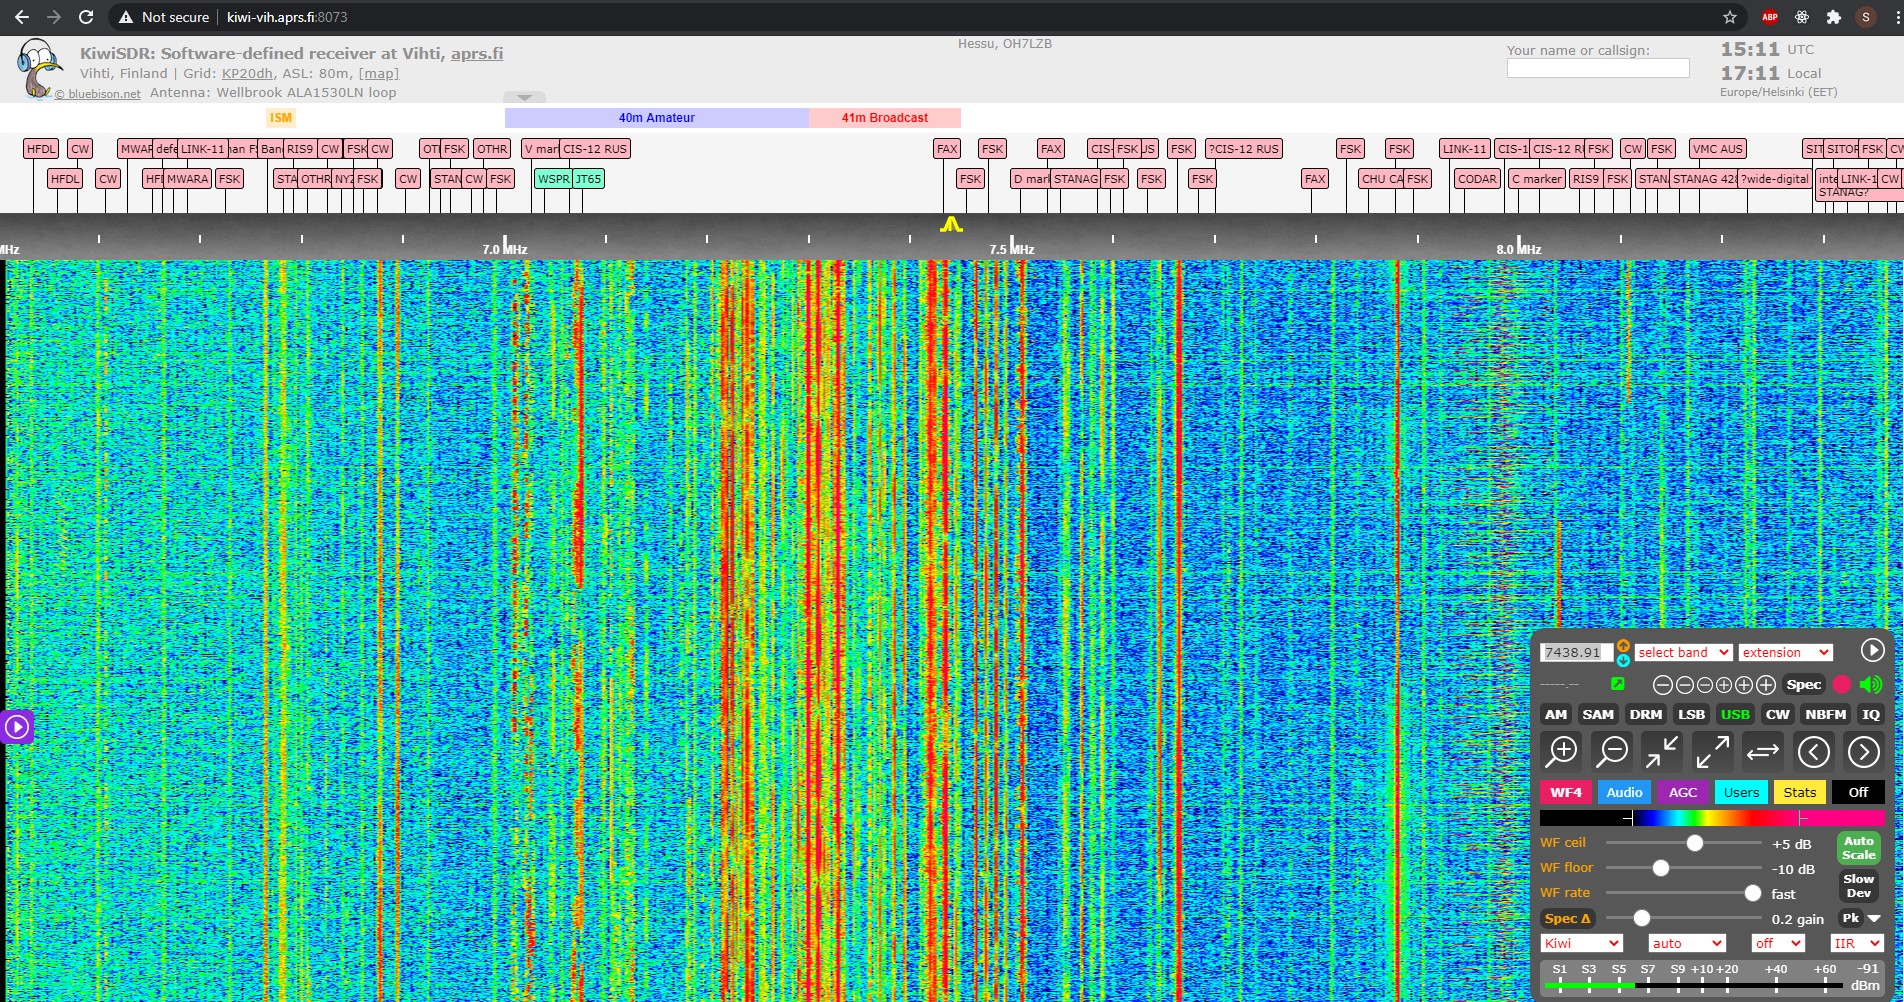 Not secure
kiwi-vih.aprs.fi:8073
ABP
S
KiwiSDR: Software-defined receiver at Vihti, aprs.fi
Vihti, Finland | Grid: KP20dh, ASL: 80m, [map]
© bluebison.net Antenna: Wellbrook ALA1530LN loop
Hessu, OH7LZB
Your name or callsign:
15:11 UTC
17:11 Local
Europe/Helsinki (EET)
ISM
40m Amateur
41m Broadcast
HFDL CW MWAR defe LINK-11 an F Ban RIS9 CW FSK CW OT FSK OTHR V mar CIS-12 RUS FAX FSK FAX CIS- FSK US FSK ?CIS-12 RUS FSK FSK LINK-11 CIS-1 CIS-12 R FSK CW FSK VMC AUS SIT SITOR FSK CW
HFDL CW HF MWARA FSK STA OTHR NY FSK CW STAN CW FSK WSPR JT65 FSK D mar STANAG FSK FSK FSK FAX CHU CA FSK CODAR C marker RIS9 FSK STAN STANAG 428 ?wide-digital inte LINK-1 CW
STANAG?
MHz
7.0 MHz
7.5 MHz
8.0 MHz
7438.91 select band extension
-----.--
Spec
AM SAM DRM LSB USB CW NBFM IQ
WF4 Audio AGC Users Stats Off
WF ceil +5 dB Auto Scale
WF floor -10 dB
WF rate fast Slow Dev
Spec Δ 0.2 gain Pk
Kiwi auto off IIR
S1 S3 S5 S7 S9 +10 +20 +40 +60 -91
dBm